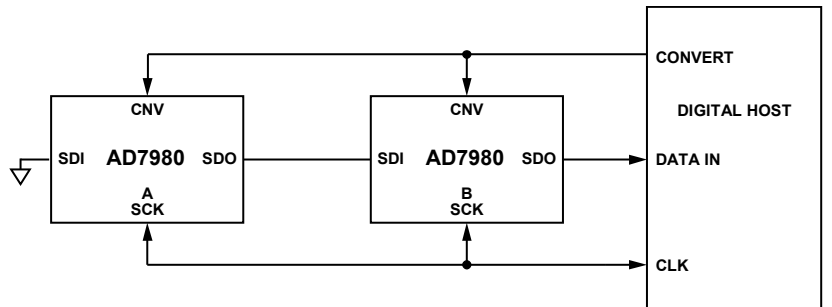 CONVERT
CNV
CNV
DIGITAL HOST
SDI AD7980 SDO
SDI AD7980 SDO
DATA IN
A
SCK
B
SCK
CLK